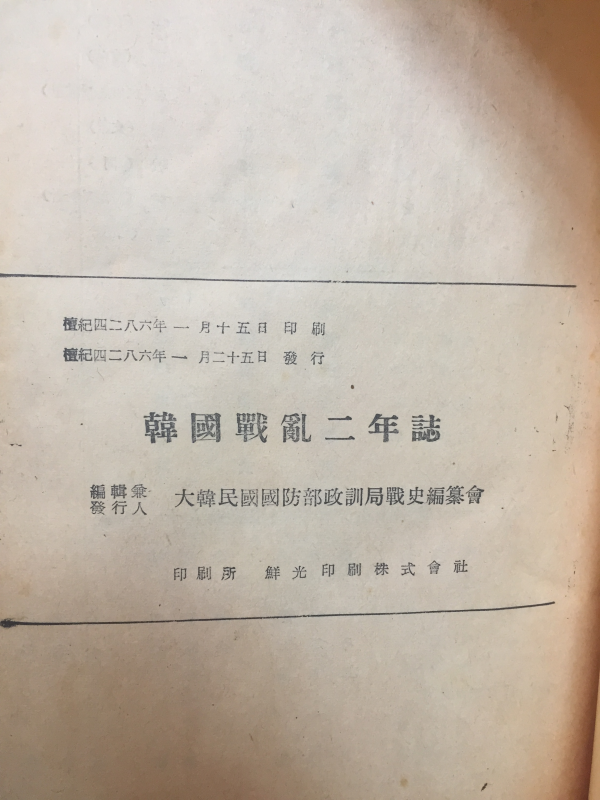 檀紀四二八六年一月十五日 印刷
檀紀四二八六年一月二十五日 發行
韓國戰亂二年誌
編輯兼
發行人 大韓民國國防部政訓局戰史編纂會
印刷所 鮮光印刷株式會社